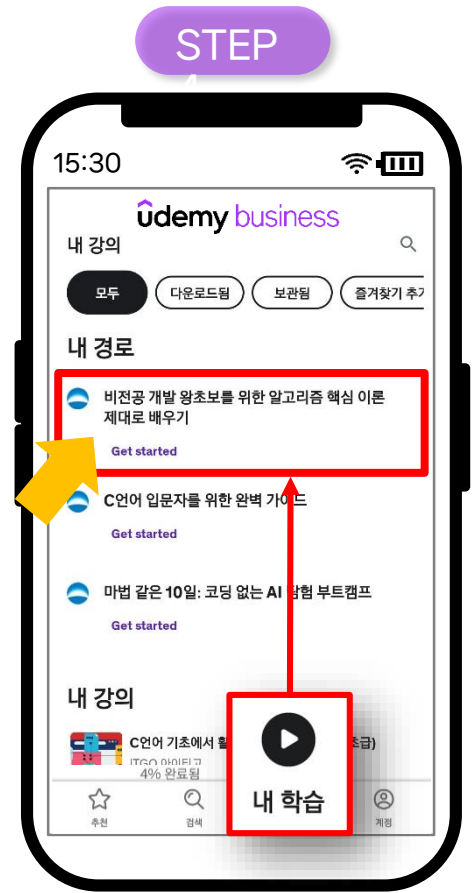 STEP
15:30
ûdemy business
내 강의
모두
다운로드됨
보관됨
즐겨찾기 추가
내 경로
비전공 개발 왕초보를 위한 알고리즘 핵심 이론
제대로 배우기
Get started
C언어 입문자를 위한 완벽 가이드
Get started
마법 같은 10일: 코딩 없는 AI 탐험 부트캠프
Get started
내 강의
C언어 기초에서 초급)
4% 완료됨
추천
검색
내 학습
계정